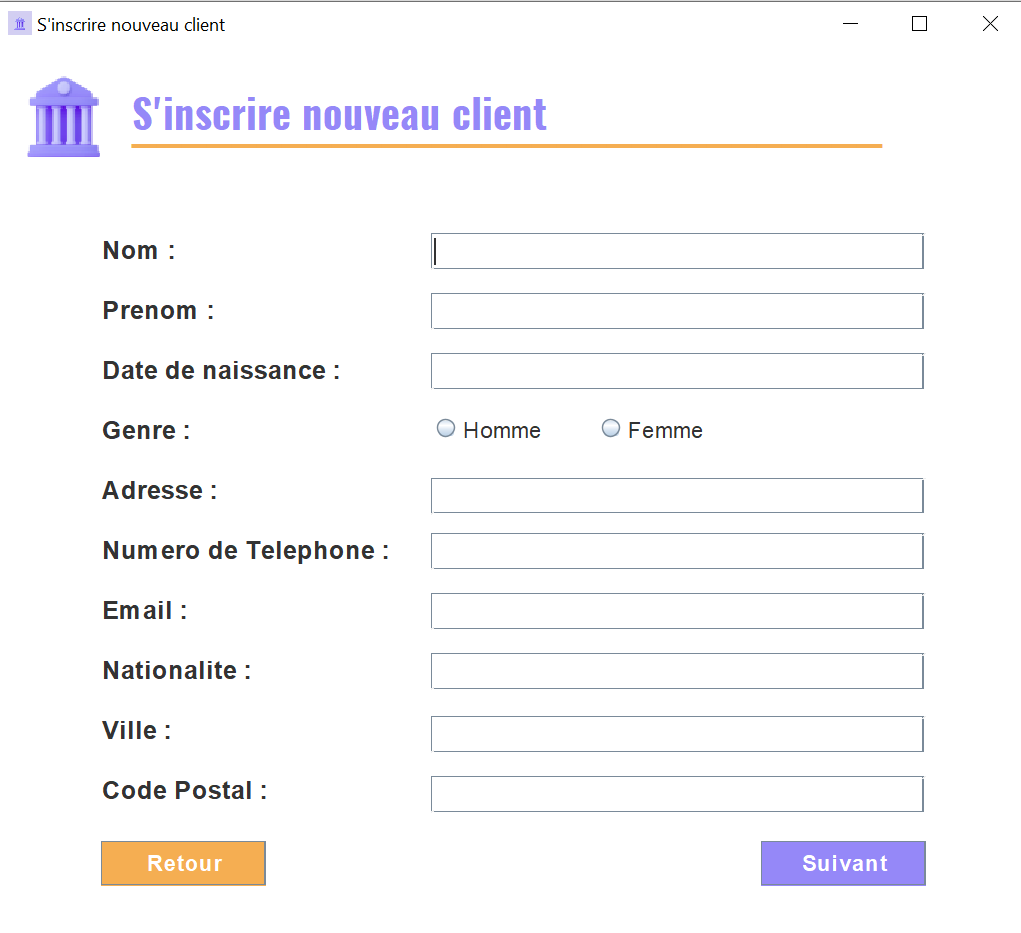 S'inscrire nouveau client
S'inscrire nouveau client
Nom :
Prenom :
Date de naissance :
Genre : Homme Femme
Adresse :
Numero de Telephone :
Email :
Nationalite :
Ville :
Code Postal :
Retour Suivant